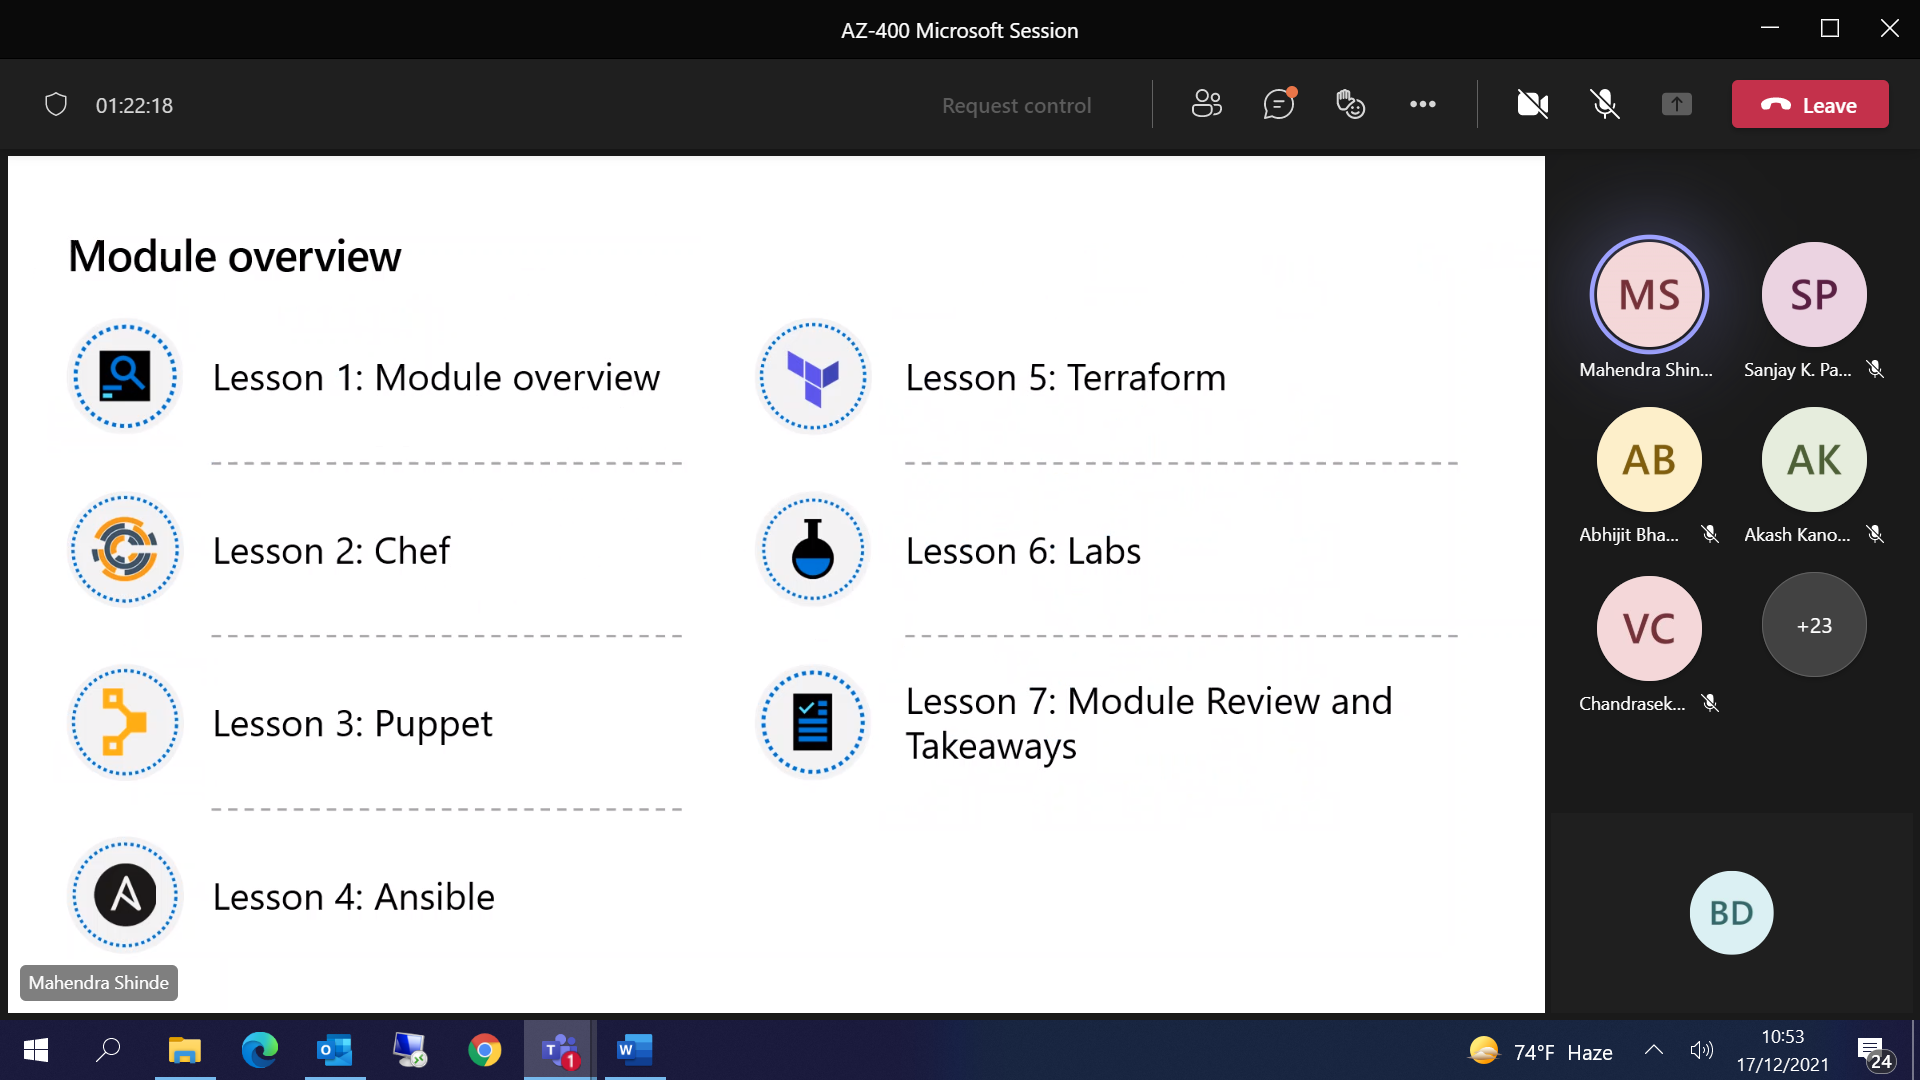 AZ-400 Microsoft Session
01:22:18
Request control
Leave
Module overview
Lesson 1: Module overview
Lesson 2: Chef
Lesson 3: Puppet
Lesson 4: Ansible
Lesson 5: Terraform
Lesson 6: Labs
Lesson 7: Module Review and
Takeaways
Mahendra Shinde
MS
SP
Mahendra Shin...
Sanjay K. Pa...
AB
AK
Abhijit Bha...
Akash Kano...
VC
+23
Chandrasek...
BD
74°F Haze
10:53
17/12/2021
24
1